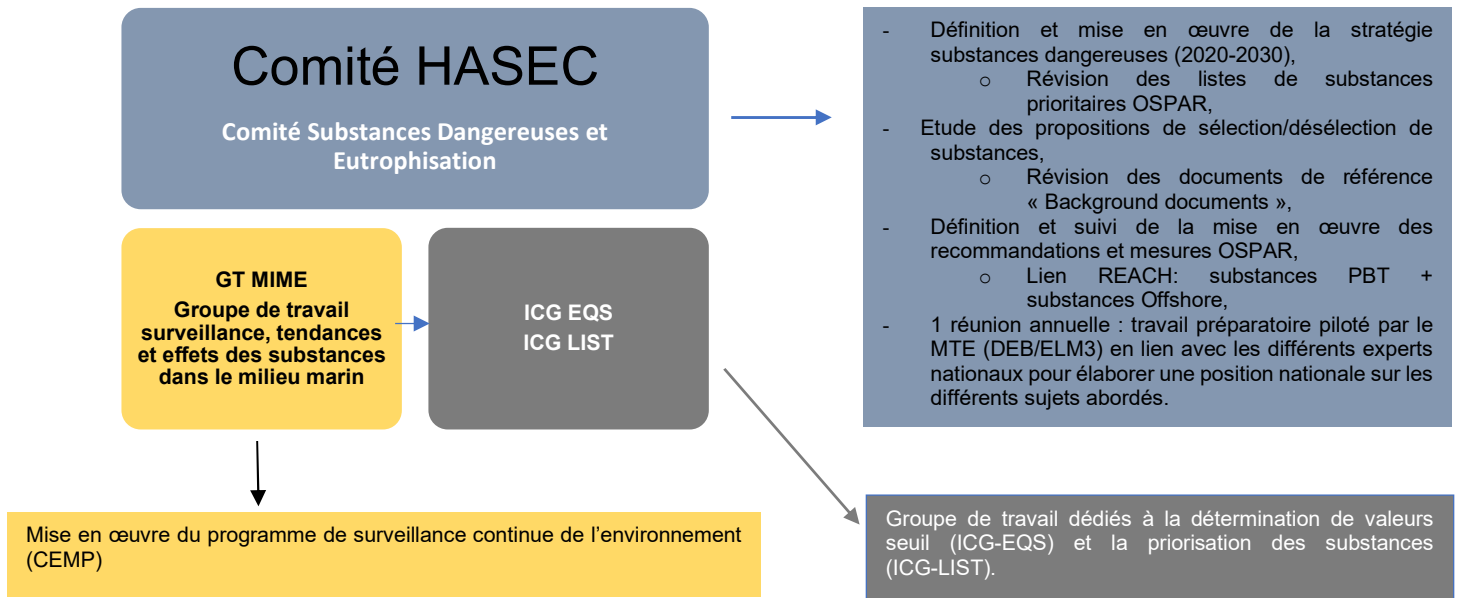 Comité HASEC
Comité Substances Dangereuses et
Eutrophisation
GT MIME
Groupe de travail
surveillance, tendances
et effets des substances
dans le milieu marin
ICG EQS
ICG LIST
- Définition et mise en œuvre de la stratégie
substances dangereuses (2020-2030),
o Révision des listes de substances
prioritaires OSPAR,
- Etude des propositions de sélection/désélection de
substances,
o Révision des documents de référence
« Background documents »,
- Définition et suivi de la mise en œuvre des
recommandations et mesures OSPAR,
o Lien REACH: substances PBT +
substances Offshore,
- 1 réunion annuelle : travail préparatoire piloté par le
MTE (DEB/ELM3) en lien avec les différents experts
nationaux pour élaborer une position nationale sur les
différents sujets abordés.
Mise en œuvre du programme de surveillance continue de l’environnement
(CEMP)
Groupe de travail dédiés à la détermination de valeurs
seuil (ICG-EQS) et la priorisation des substances
(ICG-LIST).